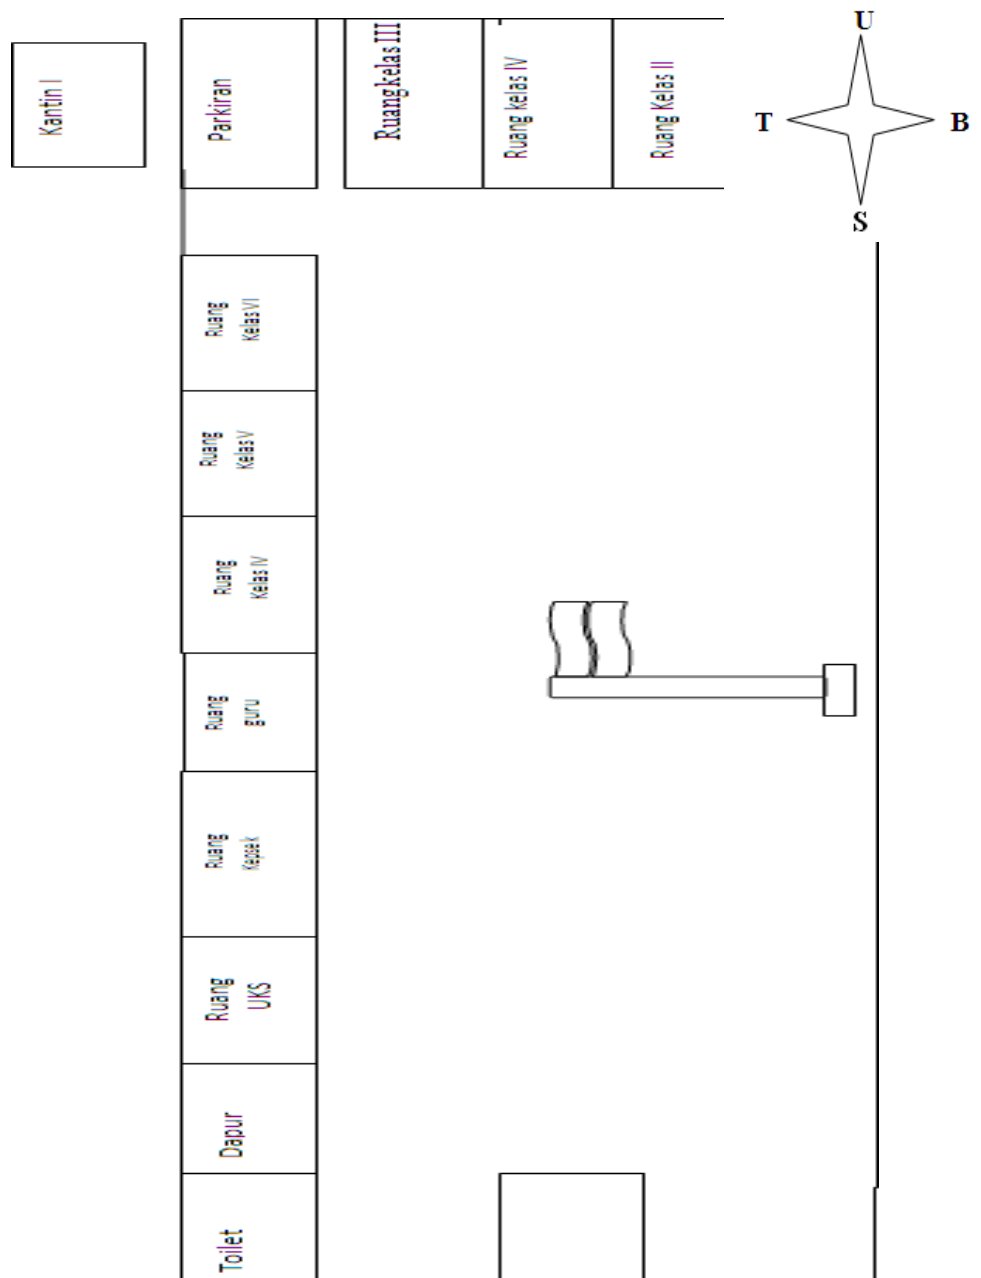 Kantin I
Parkiran
Ruang kelas III
Ruang kelas IV
Ruang Kelas II
U
T
B
S
Ruang
Kelas VI
Ruang
Kelas V
Ruang
Kelas IV
Ruang
guru
Ruang
Kepsek
Ruang
UKS
Dapur
Toilet